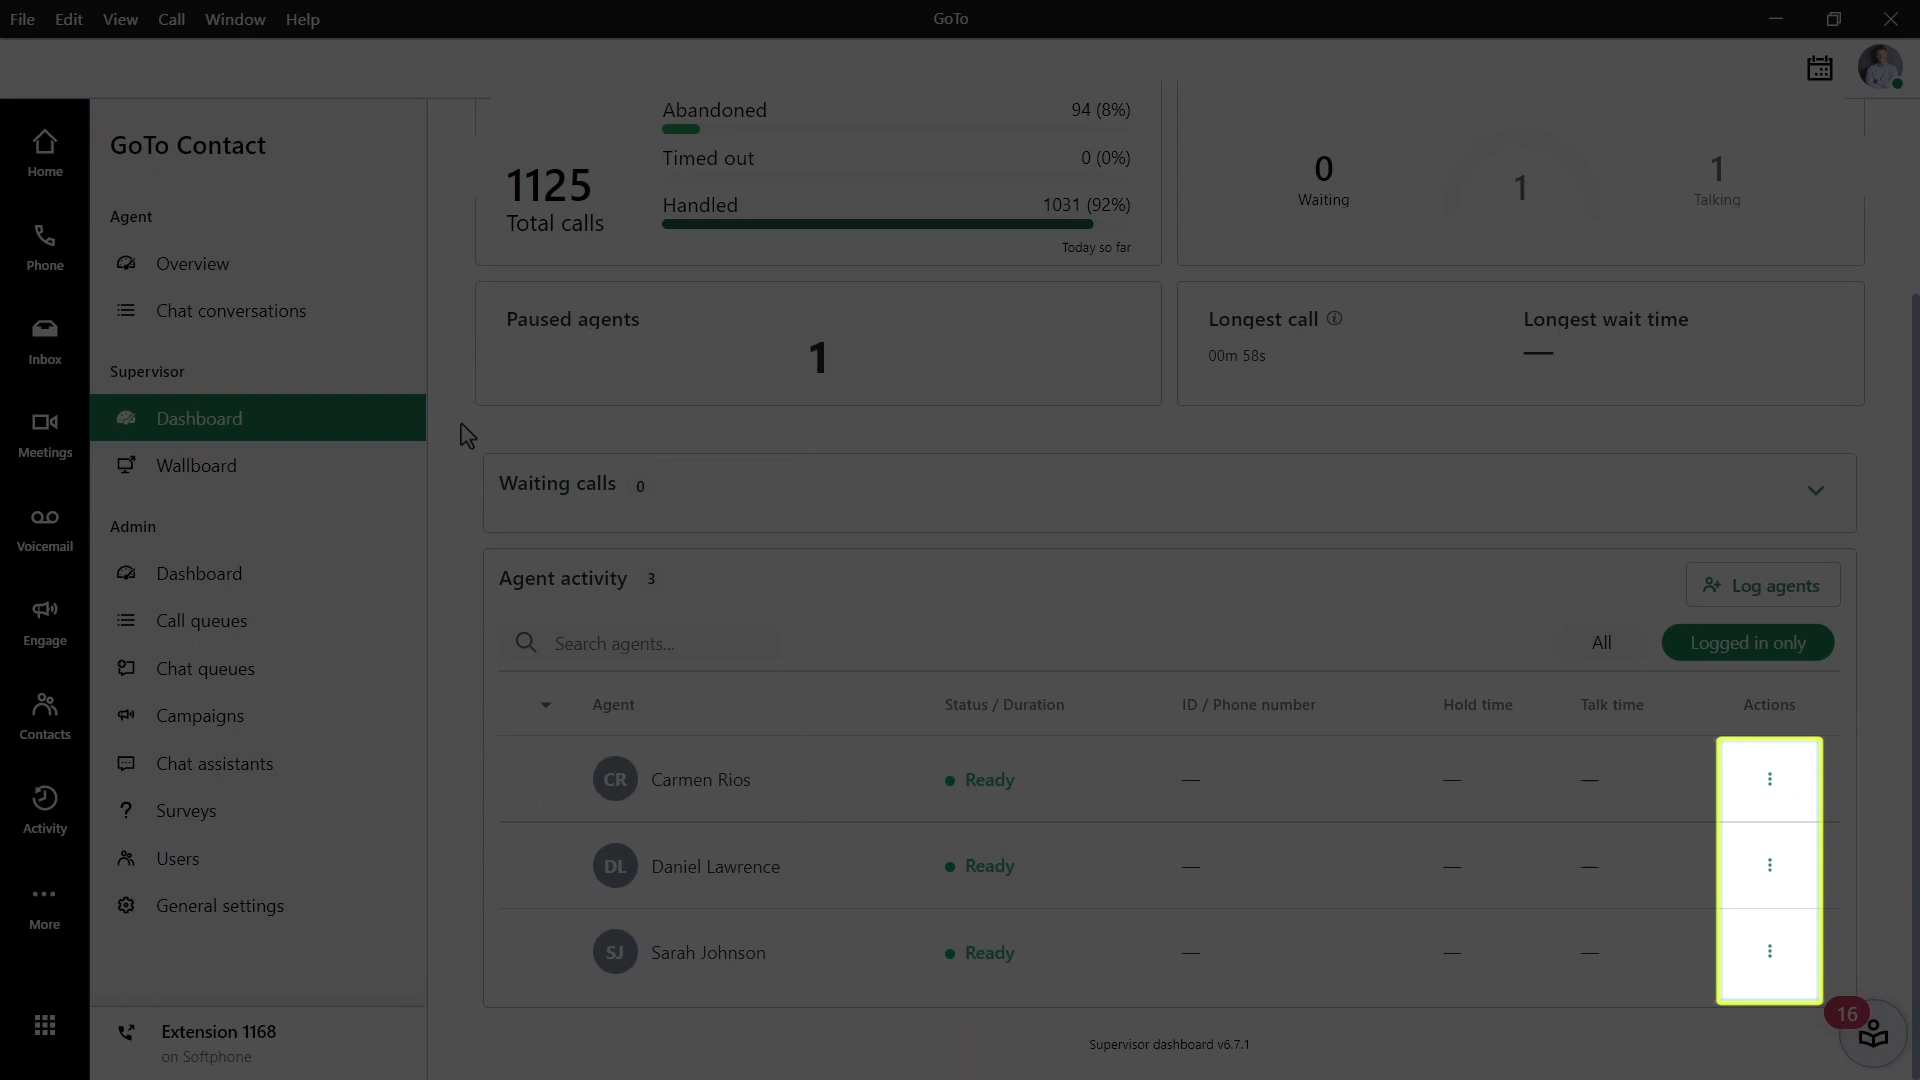 File Edit View Call Window Help
GoTo
Home
Phone
Inbox
Meetings
Voicemail
Engage
Contacts
Activity
More
GoTo Contact
Agent
Overview
Chat conversations
Supervisor
Dashboard
Wallboard
Admin
Dashboard
Call queues
Chat queues
Campaigns
Chat assistants
Surveys
Users
General settings
Extension 1168
on Softphone
1125
Total calls
Abandoned 94 (8%)
Timed out 0 (0%)
Handled 1031 (92%)
Today so far
0
Waiting
1
1
Talking
Paused agents
1
Longest call
00m 58s
Longest wait time
—
Waiting calls 0
Agent activity 3
Log agents
Search agents...
All Logged in only
Agent Status / Duration ID / Phone number Hold time Talk time Actions
CR Carmen Rios Ready — — —
DL Daniel Lawrence Ready — — —
SJ Sarah Johnson Ready — — —
Supervisor dashboard v6.7.1
16